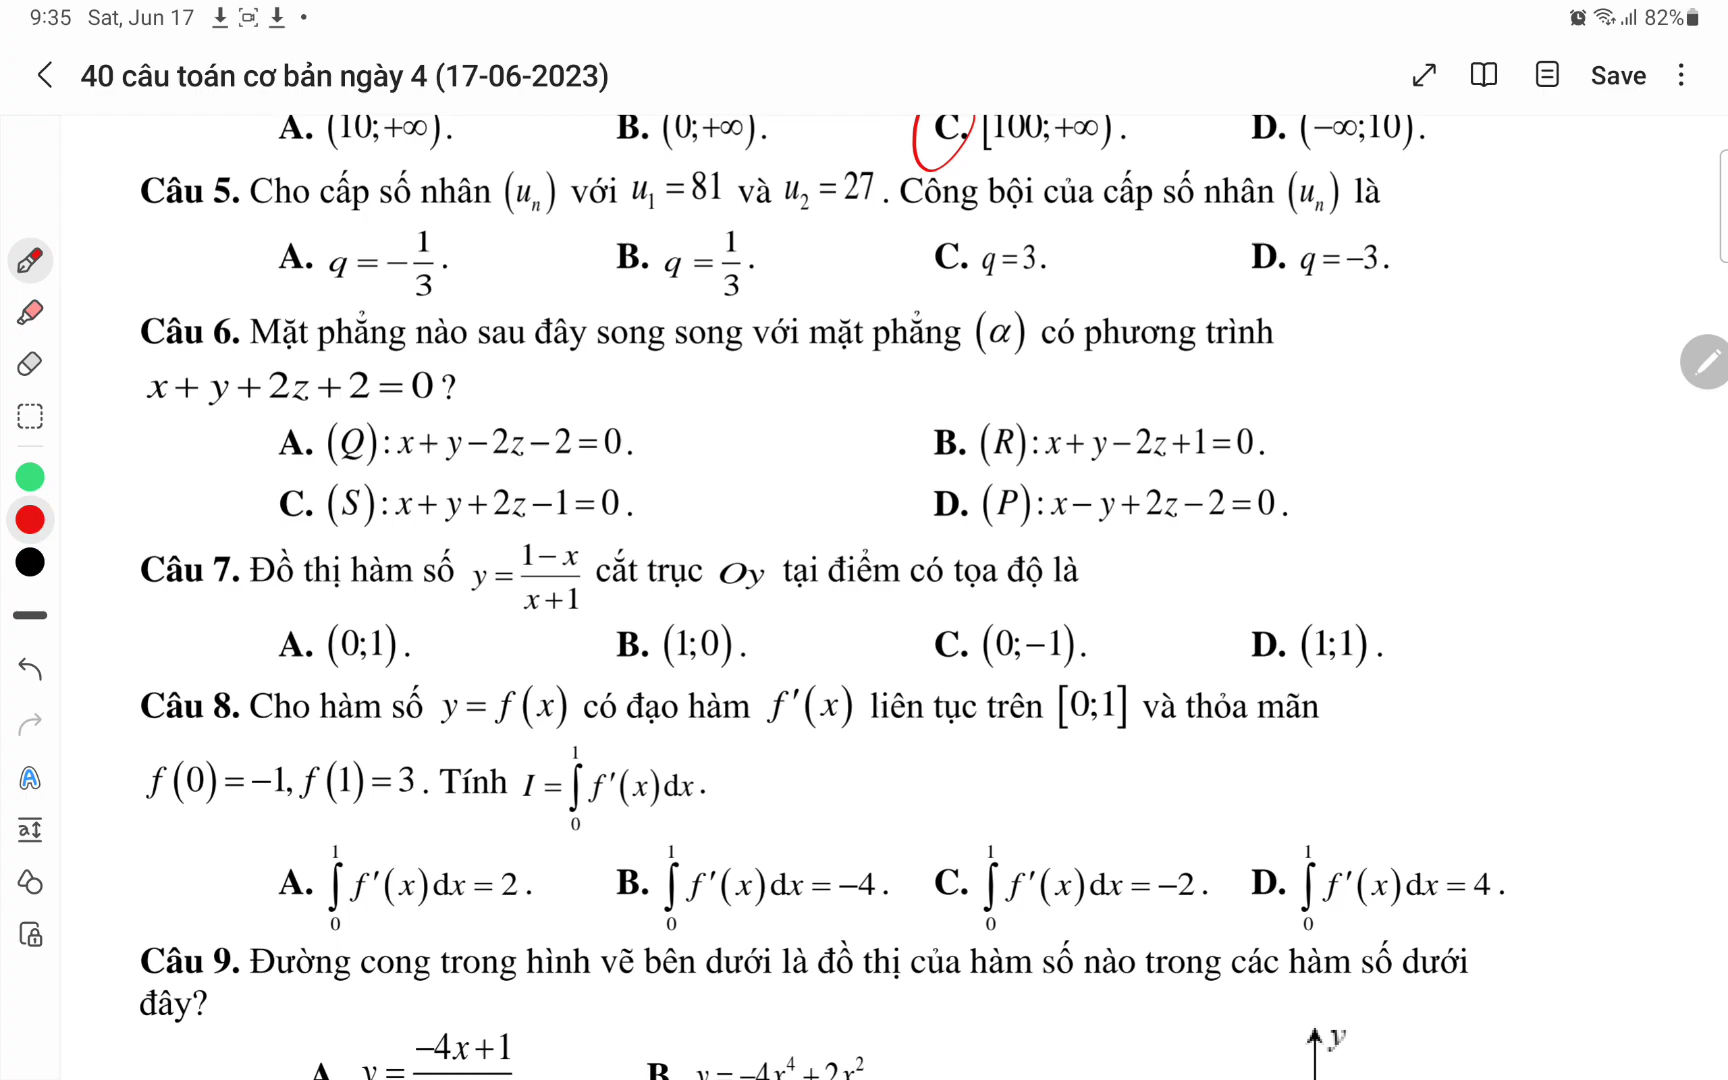 9:35 Sat, Jun 17 82%
40 câu toán cơ bản ngày 4 (17-06-2023) Save
A. (10;+∞). B. (0;+∞). C. [100;+∞). D. (−∞;10).
Câu 5. Cho cấp số nhân (uₙ) với u₁ = 81 và u₂ = 27. Công bội của cấp số nhân (uₙ) là
A. q = −1/3. B. q = 1/3. C. q = 3. D. q = −3.
Câu 6. Mặt phẳng nào sau đây song song với mặt phẳng (α) có phương trình
x + y + 2z + 2 = 0?
A. (Q): x + y − 2z − 2 = 0. B. (R): x + y − 2z + 1 = 0.
C. (S): x + y + 2z − 1 = 0. D. (P): x − y + 2z − 2 = 0.
Câu 7. Đồ thị hàm số y = (1 − x)/(x + 1) cắt trục Oy tại điểm có tọa độ là
A. (0;1). B. (1;0). C. (0;−1). D. (1;1).
Câu 8. Cho hàm số y = f(x) có đạo hàm f′(x) liên tục trên [0;1] và thỏa mãn
f(0) = −1, f(1) = 3. Tính I = ∫₀¹ f′(x)dx.
A. ∫₀¹ f′(x)dx = 2. B. ∫₀¹ f′(x)dx = −4. C. ∫₀¹ f′(x)dx = −2. D. ∫₀¹ f′(x)dx = 4.
Câu 9. Đường cong trong hình vẽ bên dưới là đồ thị của hàm số nào trong các hàm số dưới
đây?
A. y = −4x + 1 B. y = −4x⁴ + 2x² y